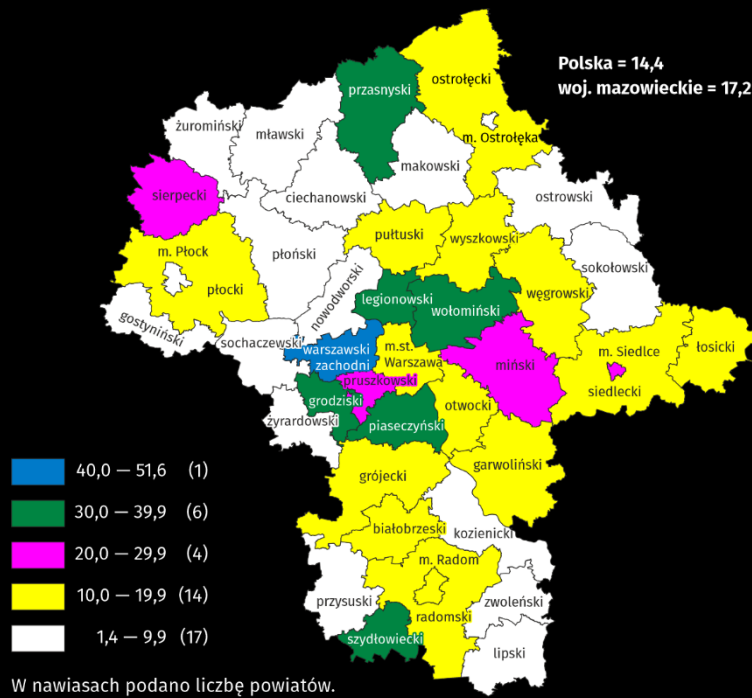 Polska = 14,4
woj. mazowieckie = 17,2
ostrołęcki
przasnyski
żuromiński
mławski
m. Ostrołęka
makowski
sierpecki
ciechanowski
ostrowski
pułtuski
wyszkowski
m. Płock
płoński
sokołowski
płocki
nowodworski
legionowski
wołomiński
węgrowski
gostyniński
sochaczewski
warszawski
zachodni
m.st.
Warszawa
miński
m. Siedlce
łosicki
pruszkowski
siedlecki
grodziski
otwocki
żyrardowski
piaseczyński
garwoliński
grójecki
białobrzeski
kozienicki
m. Radom
przysuski
zwoleński
radomski
szydłowiecki
lipski
40,0 — 51,6 (1)
30,0 — 39,9 (6)
20,0 — 29,9 (4)
10,0 — 19,9 (14)
1,4 — 9,9 (17)
W nawiasach podano liczbę powiatów.